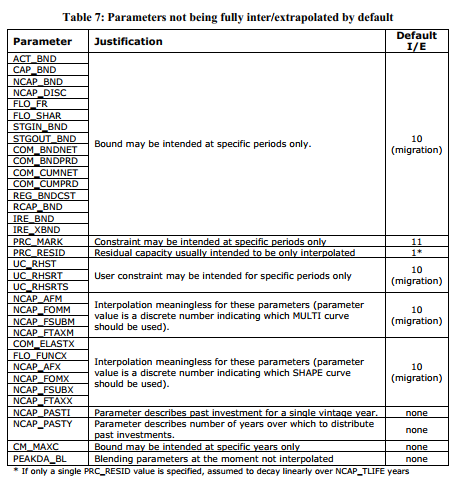 Table 7: Parameters not being fully inter/extrapolated by default
Parameter Justification Default I/E
ACT_BND
CAP_BND
NCAP_BND
NCAP_DISC
FLO_FR
FLO_SHAR
STGIN_BND
STGOUT_BND
COM_BNDNET
COM_BNDPRD
COM_CUMNET
COM_CUMPRD
REG_BNDCST
RCAP_BND
IRE_BND
IRE_XBND
Bound may be intended at specific periods only.
10
(migration)
PRC_MARK Constraint may be intended at specific periods only 11
PRC_RESID Residual capacity usually intended to be only interpolated 1*
UC_RHST
UC_RHSRT
UC_RHSRTS
User constraint may be intended for specific periods only
10
(migration)
NCAP_AFM
NCAP_FOMM
NCAP_FSUBM
NCAP_FTAXM
Interpolation meaningless for these parameters (parameter
value is a discrete number indicating which MULTI curve
should be used).
10
(migration)
COM_ELASTX
FLO_FUNCX
NCAP_AFX
NCAP_FOMX
NCAP_FSUBX
NCAP_FTAXX
Interpolation meaningless for these parameters (parameter
value is a discrete number indicating which SHAPE curve
should be used).
10
(migration)
NCAP_PASTI Parameter describes past investment for a single vintage year. none
NCAP_PASTY Parameter describes number of years over which to distribute
past investments.
none
CM_MAXC Bound may be intended at specific years only none
PEAKDA_BL Blending parameters at the moment not interpolated none
* If only a single PRC_RESID value is specified, assumed to decay linearly over NCAP_TLIFE years